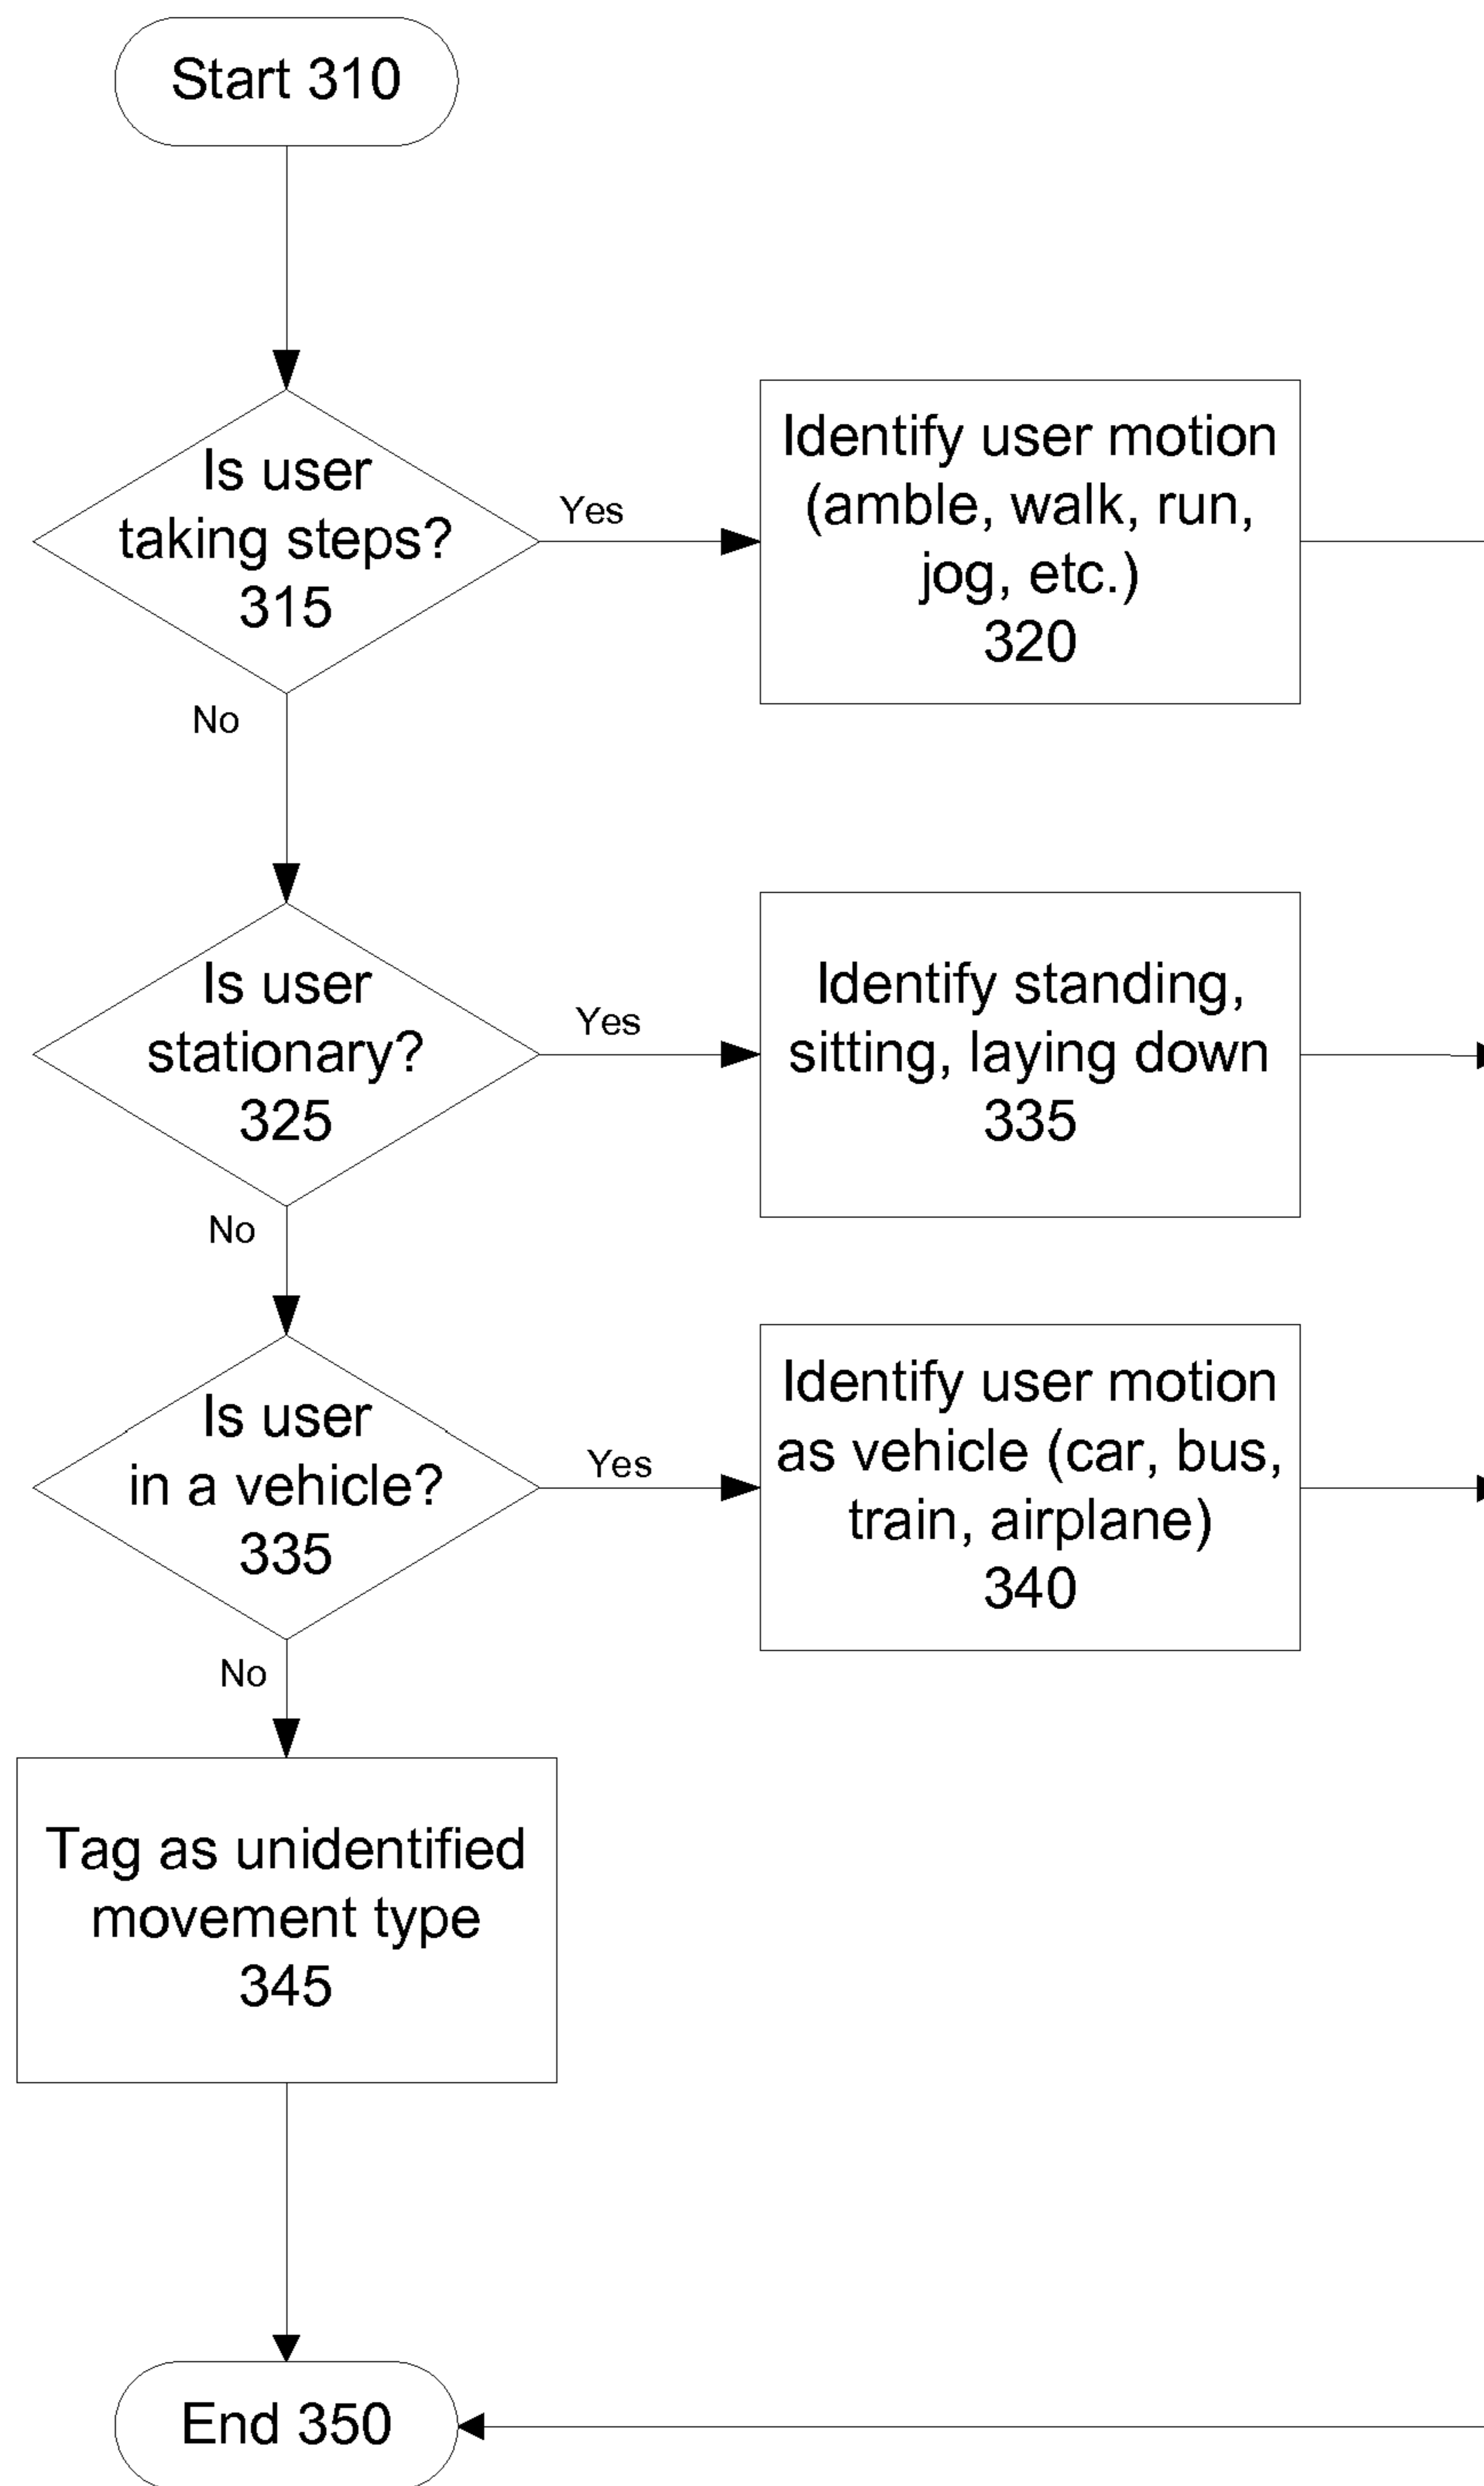 Start 310
Is user
taking steps?
315
Yes
Identify user motion
(amble, walk, run,
jog, etc.)
320
No
Is user
stationary?
325
Yes
Identify standing,
sitting, laying down
335
No
Is user
in a vehicle?
335
Yes
Identify user motion
as vehicle (car, bus,
train, airplane)
340
No
Tag as unidentified
movement type
345
End 350